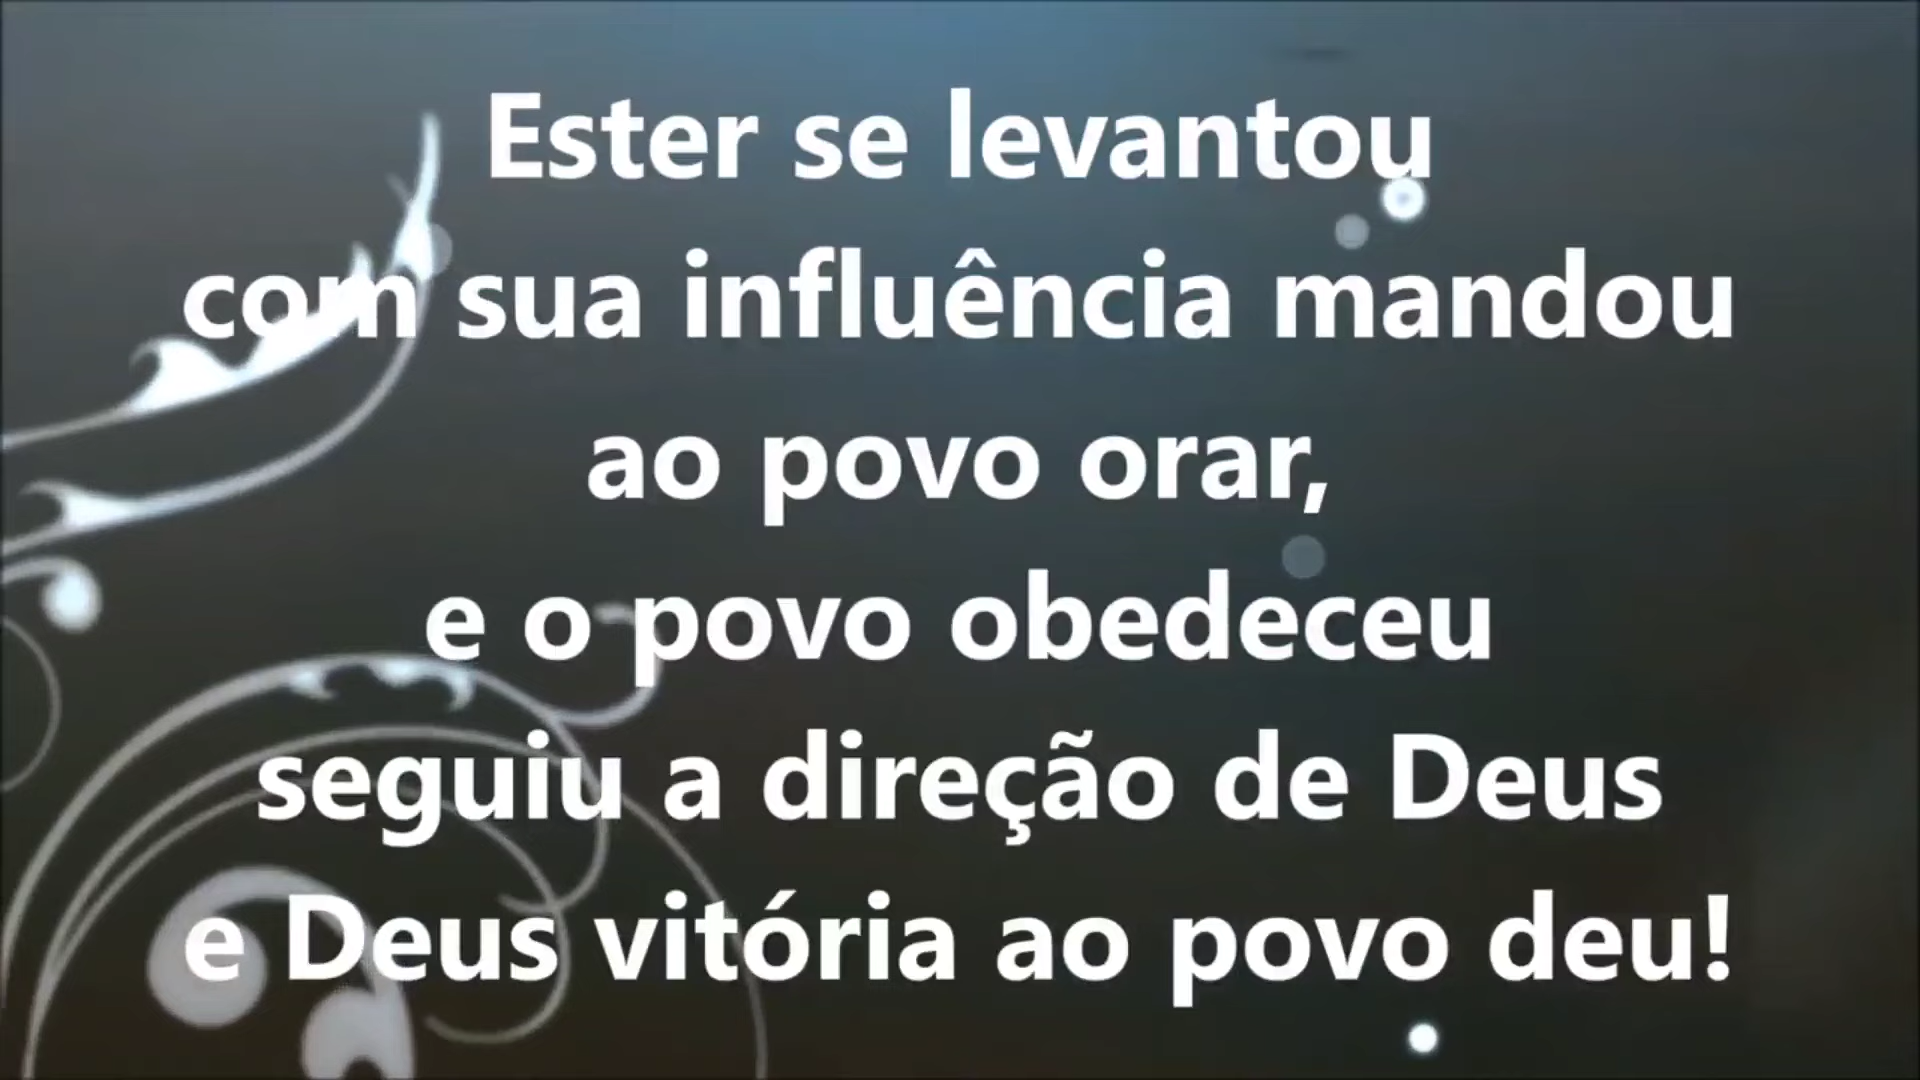 Ester se levantou
com sua influência mandou
ao povo orar,
e o povo obedeceu
seguiu a direção de Deus
e Deus vitória ao povo deu!